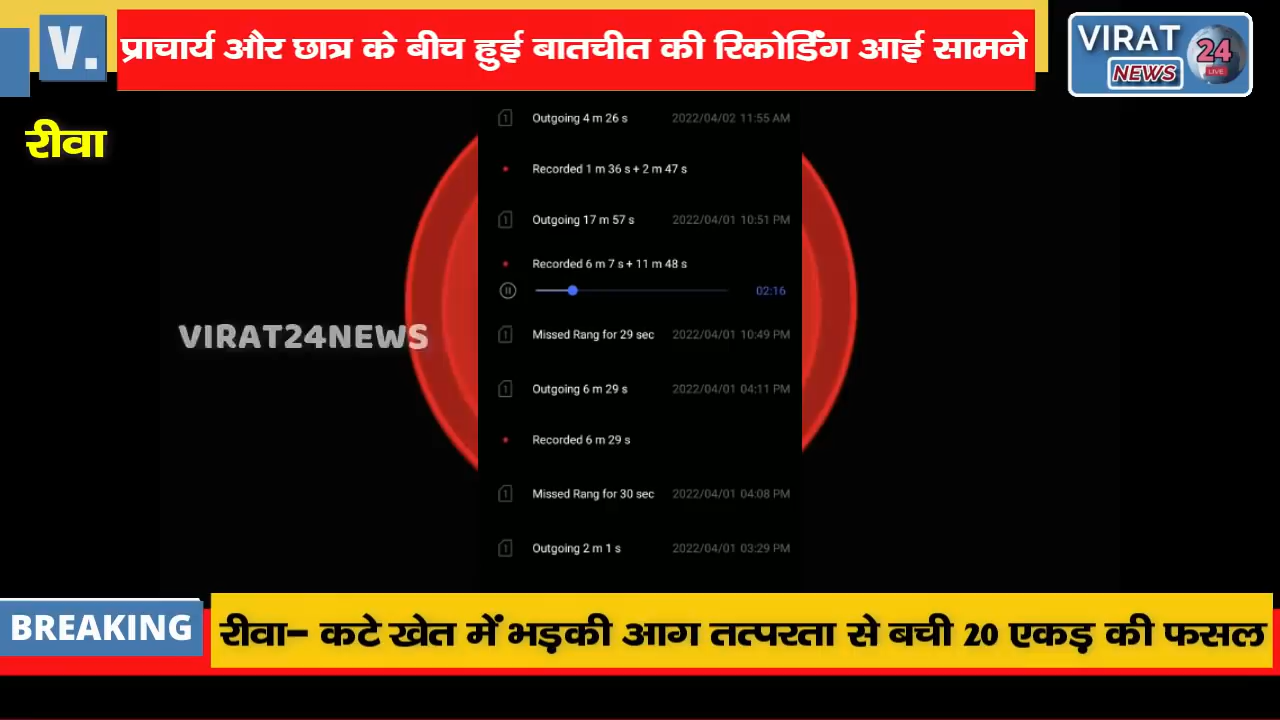 V.
प्राचार्य और छात्र के बीच हुई बातचीत की रिकोर्डिंग आई सामने
VIRAT
24
LIVE
NEWS
रीवा
Outgoing 4 m 26 s 2022/04/02 11:55 AM
Recorded 1 m 36 s + 2 m 47 s
Outgoing 17 m 57 s 2022/04/01 10:51 PM
Recorded 6 m 7 s + 11 m 48 s
02:16
Missed Rang for 29 sec 2022/04/01 10:49 PM
VIRAT24NEWS
Outgoing 6 m 29 s 2022/04/01 04:11 PM
Recorded 6 m 29 s
Missed Rang for 30 sec 2022/04/01 04:08 PM
Outgoing 2 m 1 s 2022/04/01 03:29 PM
BREAKING
रीवा– कटे खेत में भड़की आग तत्परता से बची 20 एकड़ की फसल